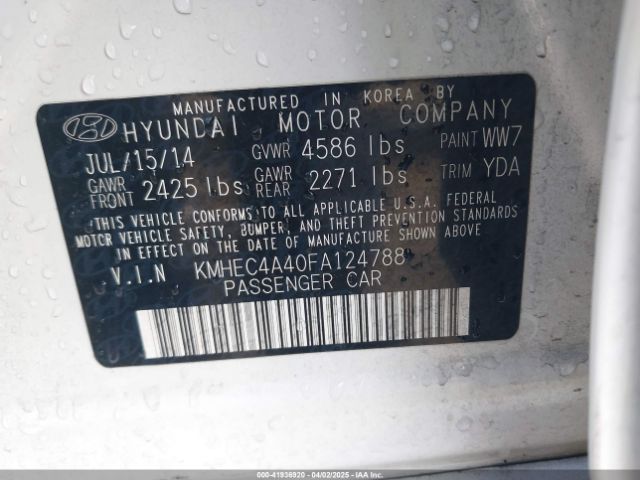 MANUFACTURED IN KOREA BY
HYUNDAI MOTOR COMPANY
JUL/15/14 GVWR 4586 lbs PAINT WW7
GAWR FRONT 2425 lbs GAWR REAR 2271 lbs TRIM YDA
THIS VEHICLE CONFORMS TO ALL APPLICABLE U.S.A. FEDERAL
MOTOR VEHICLE SAFETY, BUMPER, AND THEFT PREVENTION STANDARDS
IN EFFECT ON THE DATE OF MANUFACTURE SHOWN ABOVE.
V.I.N KMHEC4A40FA124788
PASSENGER CAR
000-41936920 04/02/2025 - IAA Corp.